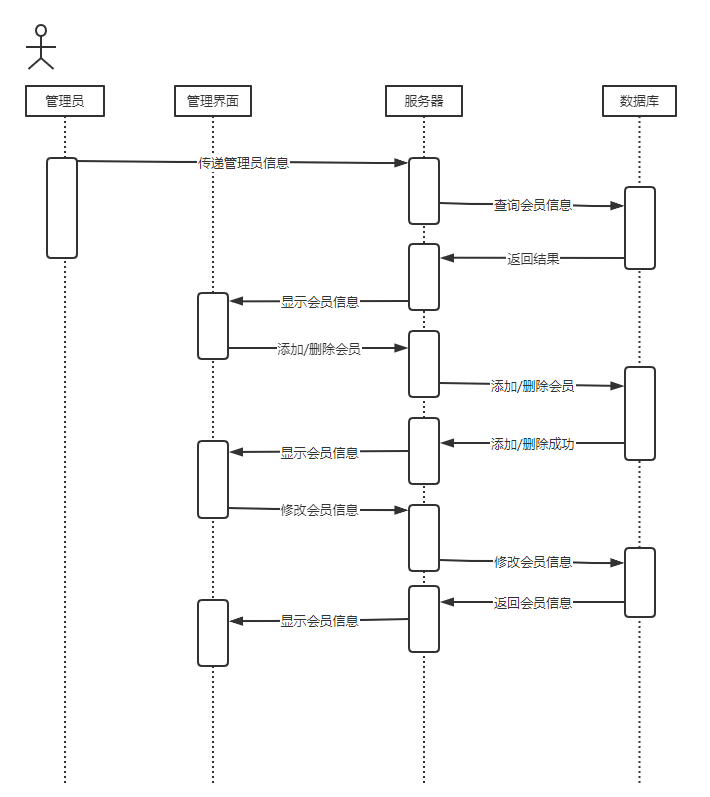 管理员
管理界面
服务器
数据库
传递管理员信息
查询会员信息
返回结果
显示会员信息
添加/删除会员
添加/删除会员
添加/删除成功
显示会员信息
修改会员信息
修改会员信息
返回会员信息
显示会员信息